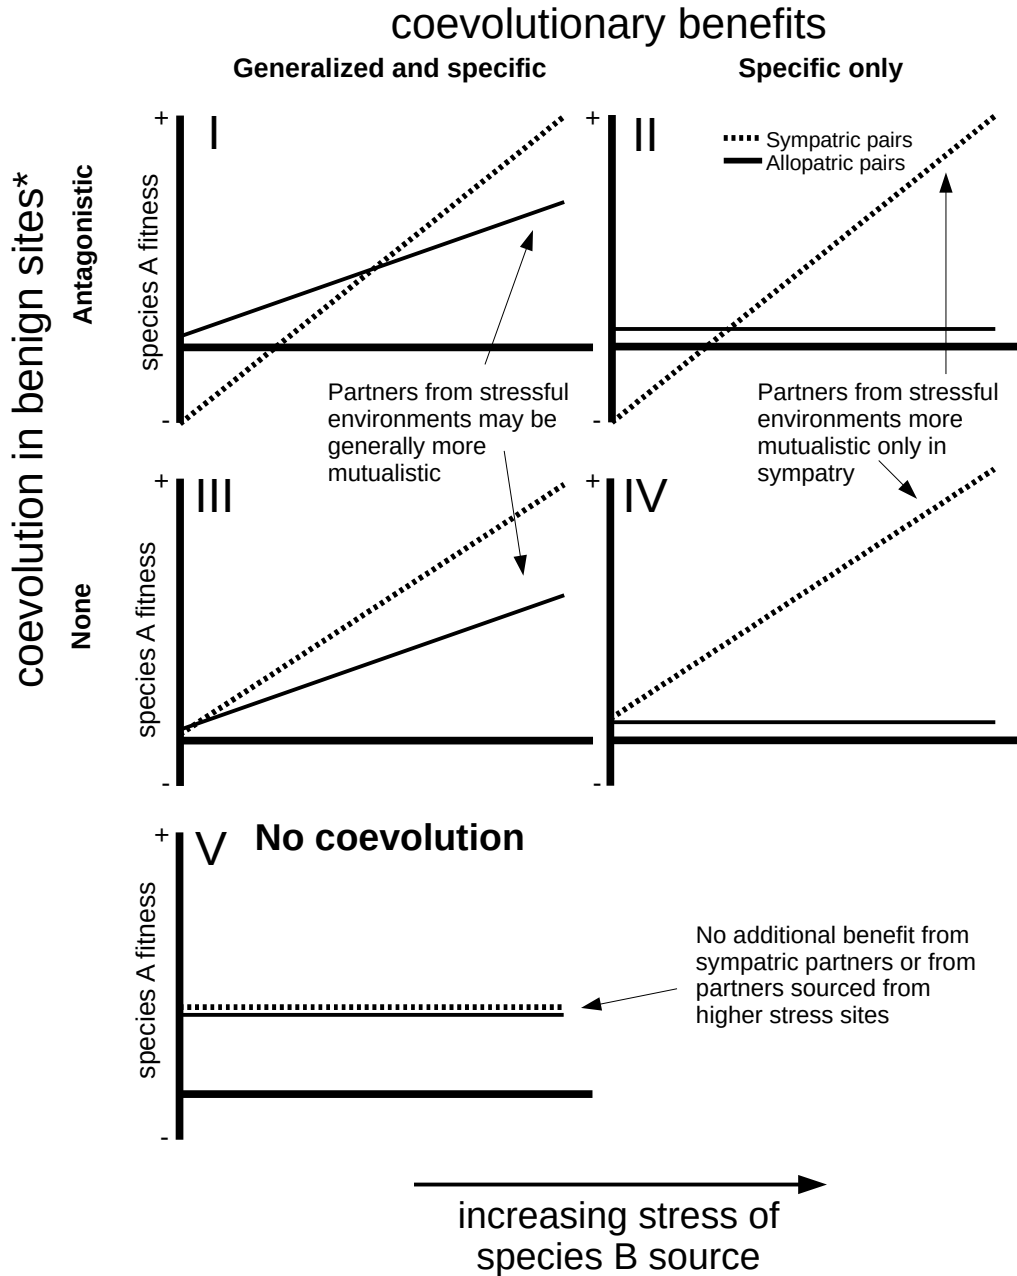 coevolutionary benefits
Generalized and specific
Specific only
coevolution in benign sites*
Antagonistic
None
+
I
species A fitness
-
+
II
Sympatric pairs
Allopatric pairs
-
Partners from stressful
environments may be
generally more
mutualistic
Partners from stressful
environments more
mutualistic only in
sympatry
+
III
species A fitness
-
+
IV
-
+
V
No coevolution
species A fitness
-
No additional benefit from
sympatric partners or from
partners sourced from
higher stress sites
increasing stress of
species B source